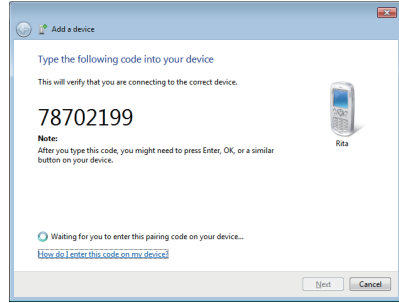 Add a device
Type the following code into your device
This will verify that you are connecting to the correct device.
78702199
Note:
After you type this code, you might need to press Enter, OK, or a similar
button on your device.
Rita
Waiting for you to enter this pairing code on your device...
How do I enter this code on my device?
Next Cancel